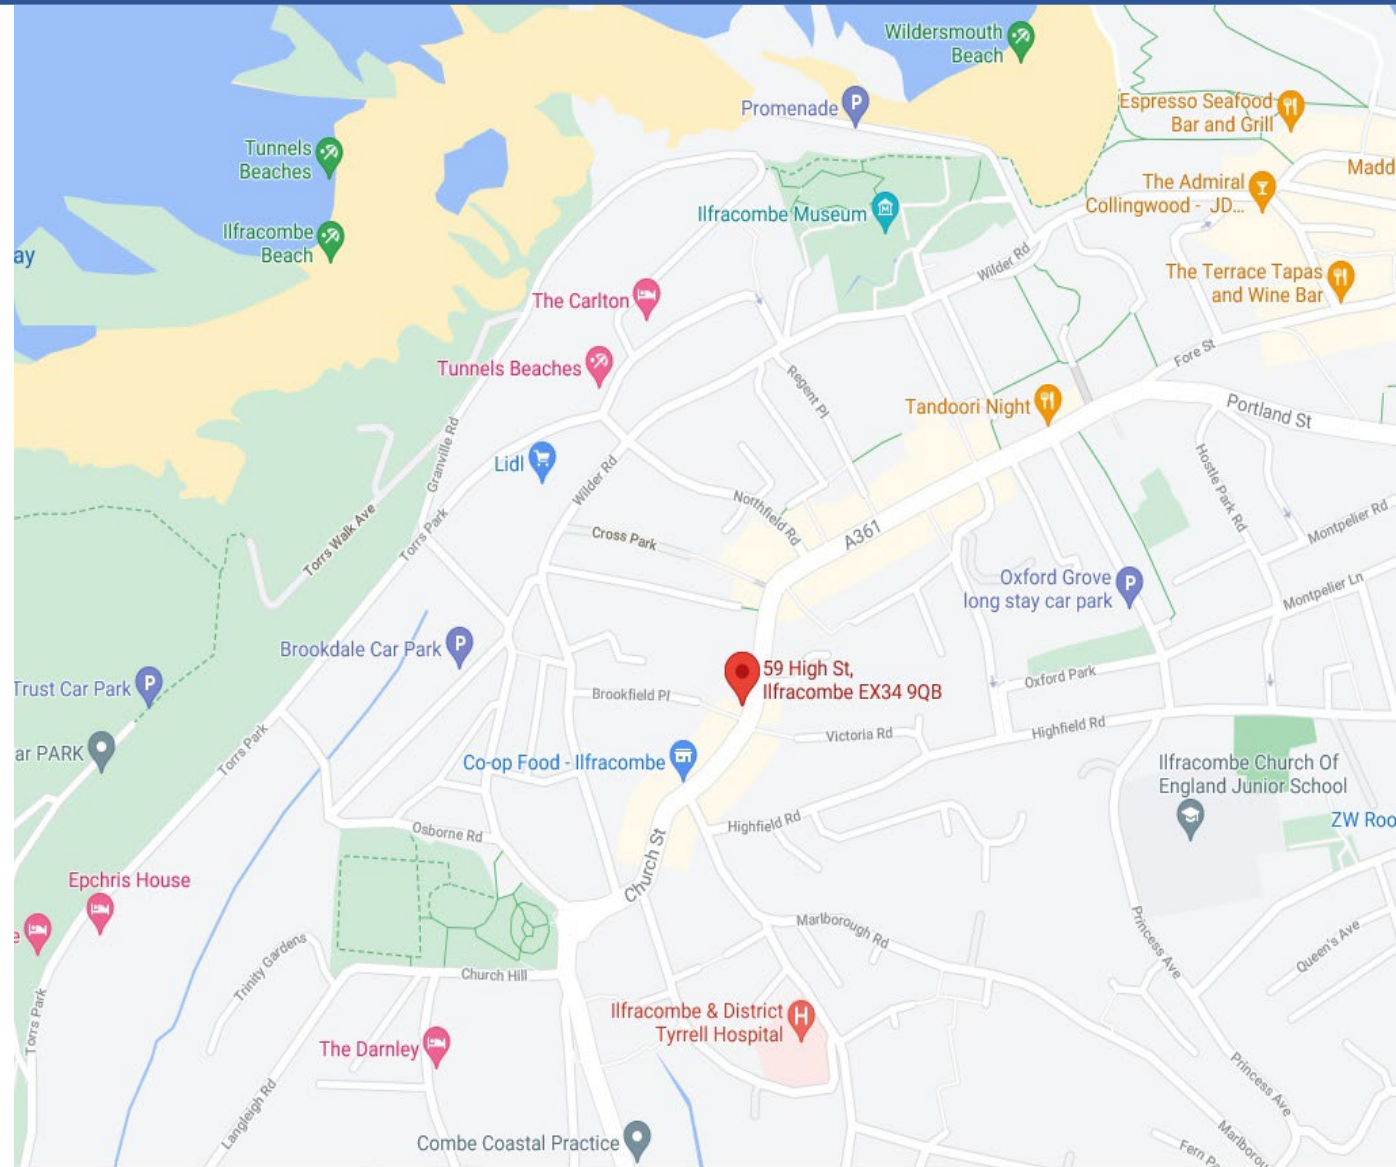 Wildersmouth
Beach
Promenade
Espresso Seafood
Bar and Grill
Tunnels
Beaches
Madd
The Admiral
Collingwood - JD...
Ilfracombe Museum
Ilfracombe
Beach
ay
Wilder Rd
The Terrace Tapas
and Wine Bar
The Carlton
Fore St
Tunnels Beaches
Regent Pl
Tandoori Night
Portland St
Granville Rd
Lidl
Wilder Rd
Hostle Park Rd
Northfield Rd
Montpelier Rd
Torrs Walk Ave
Torrs Park
Cross Park
A361
Oxford Grove
long stay car park
Montpelier Ln
Brookdale Car Park
59 High St,
Ilfracombe EX34 9QB
Trust Car Park
Oxford Park
Brookfield Pl
Highfield Rd
Victoria Rd
Torrs Park
ar PARK
Co-op Food - Ilfracombe
Ilfracombe Church Of
England Junior School
Highfield Rd
ZW Roo
Osborne Rd
Church St
Epchris House
e
Marlborough Rd
Princess Ave
Queen's Ave
Trinity Gardens
Church Hill
Torrs Park
Ilfracombe & District
Tyrrell Hospital
H
The Darnley
Princess Ave
Langleigh Rd
Combe Coastal Practice
Marlborou
Fern Pa
P
P
P
P